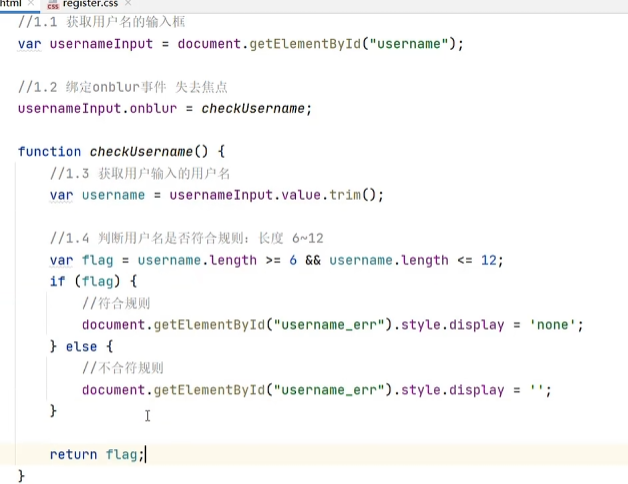 html × register.css ×
//1.1 获取用户名的输入框
var usernameInput = document.getElementById("username");
//1.2 绑定onblur事件 失去焦点
usernameInput.onblur = checkUsername;
function checkUsername() {
//1.3 获取用户输入的用户名
var username = usernameInput.value.trim();
//1.4 判断用户名是否符合规则：长度 6~12
var flag = username.length >= 6 && username.length <= 12;
if (flag) {
//符合规则
document.getElementById("username_err").style.display = 'none';
} else {
//不合符规则
document.getElementById("username_err").style.display = '';
}
return flag;
}